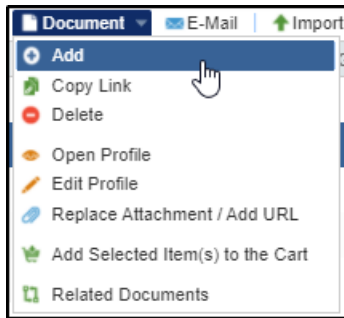 Document E-Mail Import
Add
Copy Link
Delete
Open Profile
Edit Profile
Replace Attachment / Add URL
Add Selected Item(s) to the Cart
Related Documents